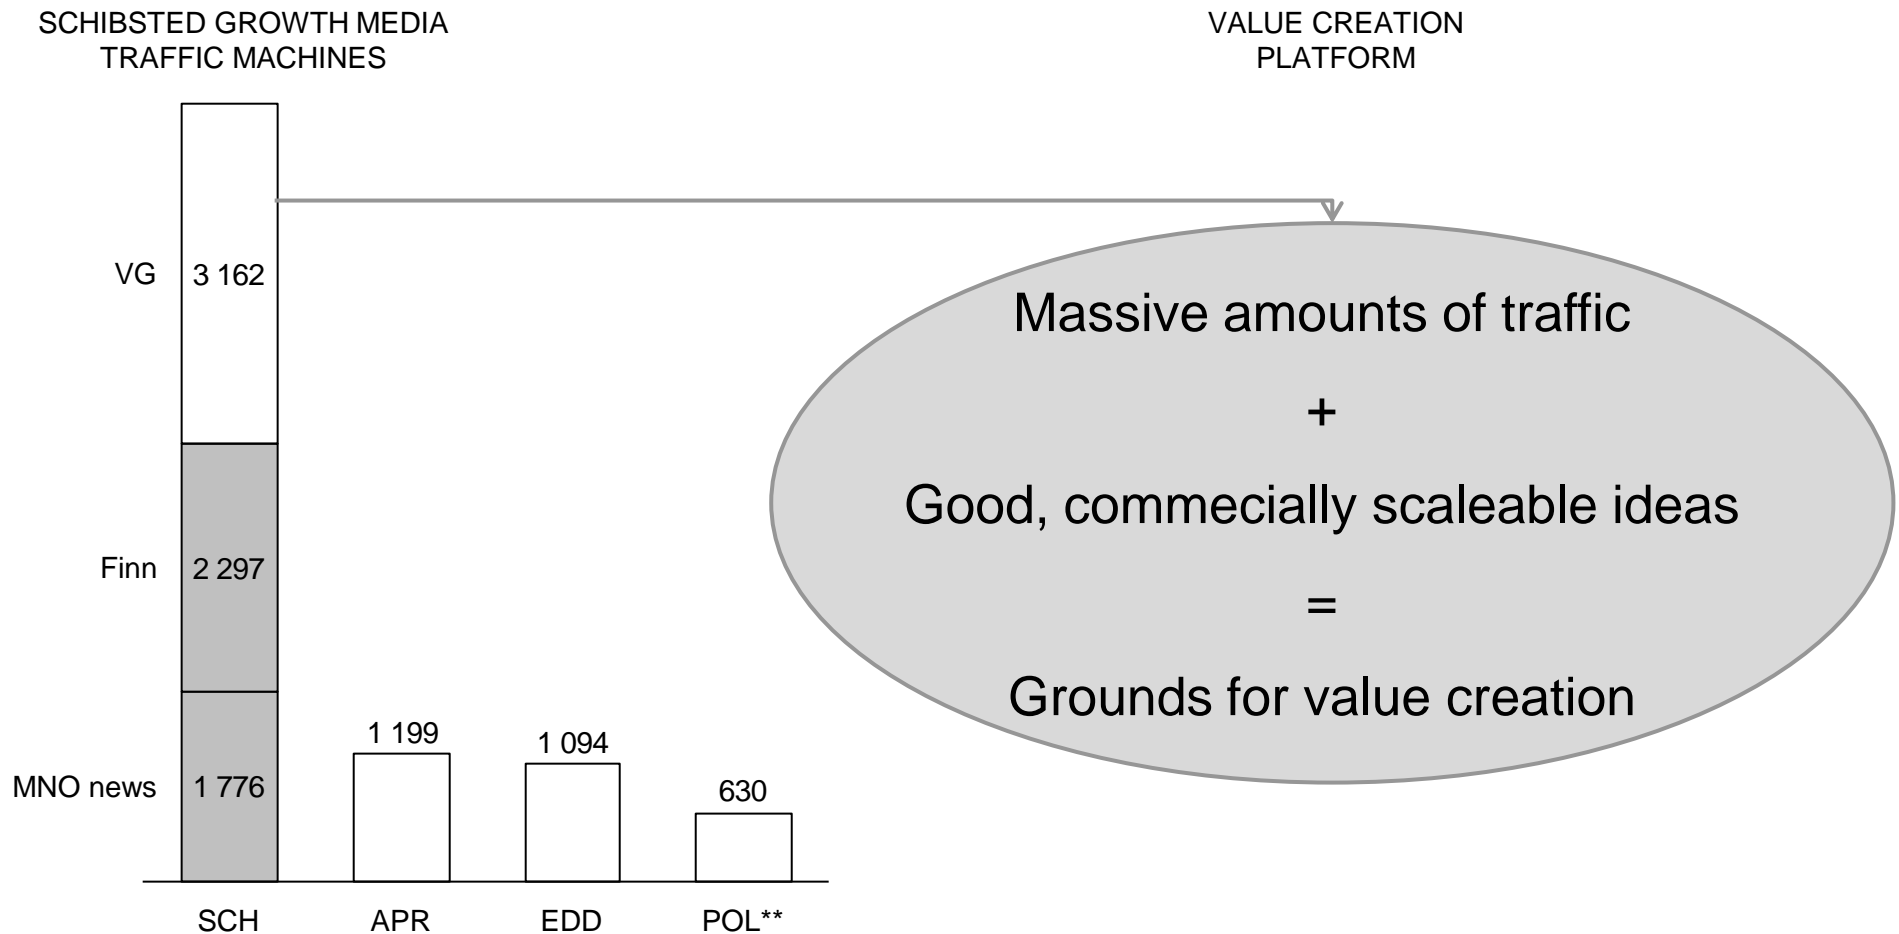 SCHIBSTED GROWTH MEDIA
TRAFFIC MACHINES
VALUE CREATION
PLATFORM
VG
3 162
Finn
2 297
MNO news
1 776
1 199
1 094
630
SCH
APR
EDD
POL**
Massive amounts of traffic
+
Good, commecially scaleable ideas
=
Grounds for value creation